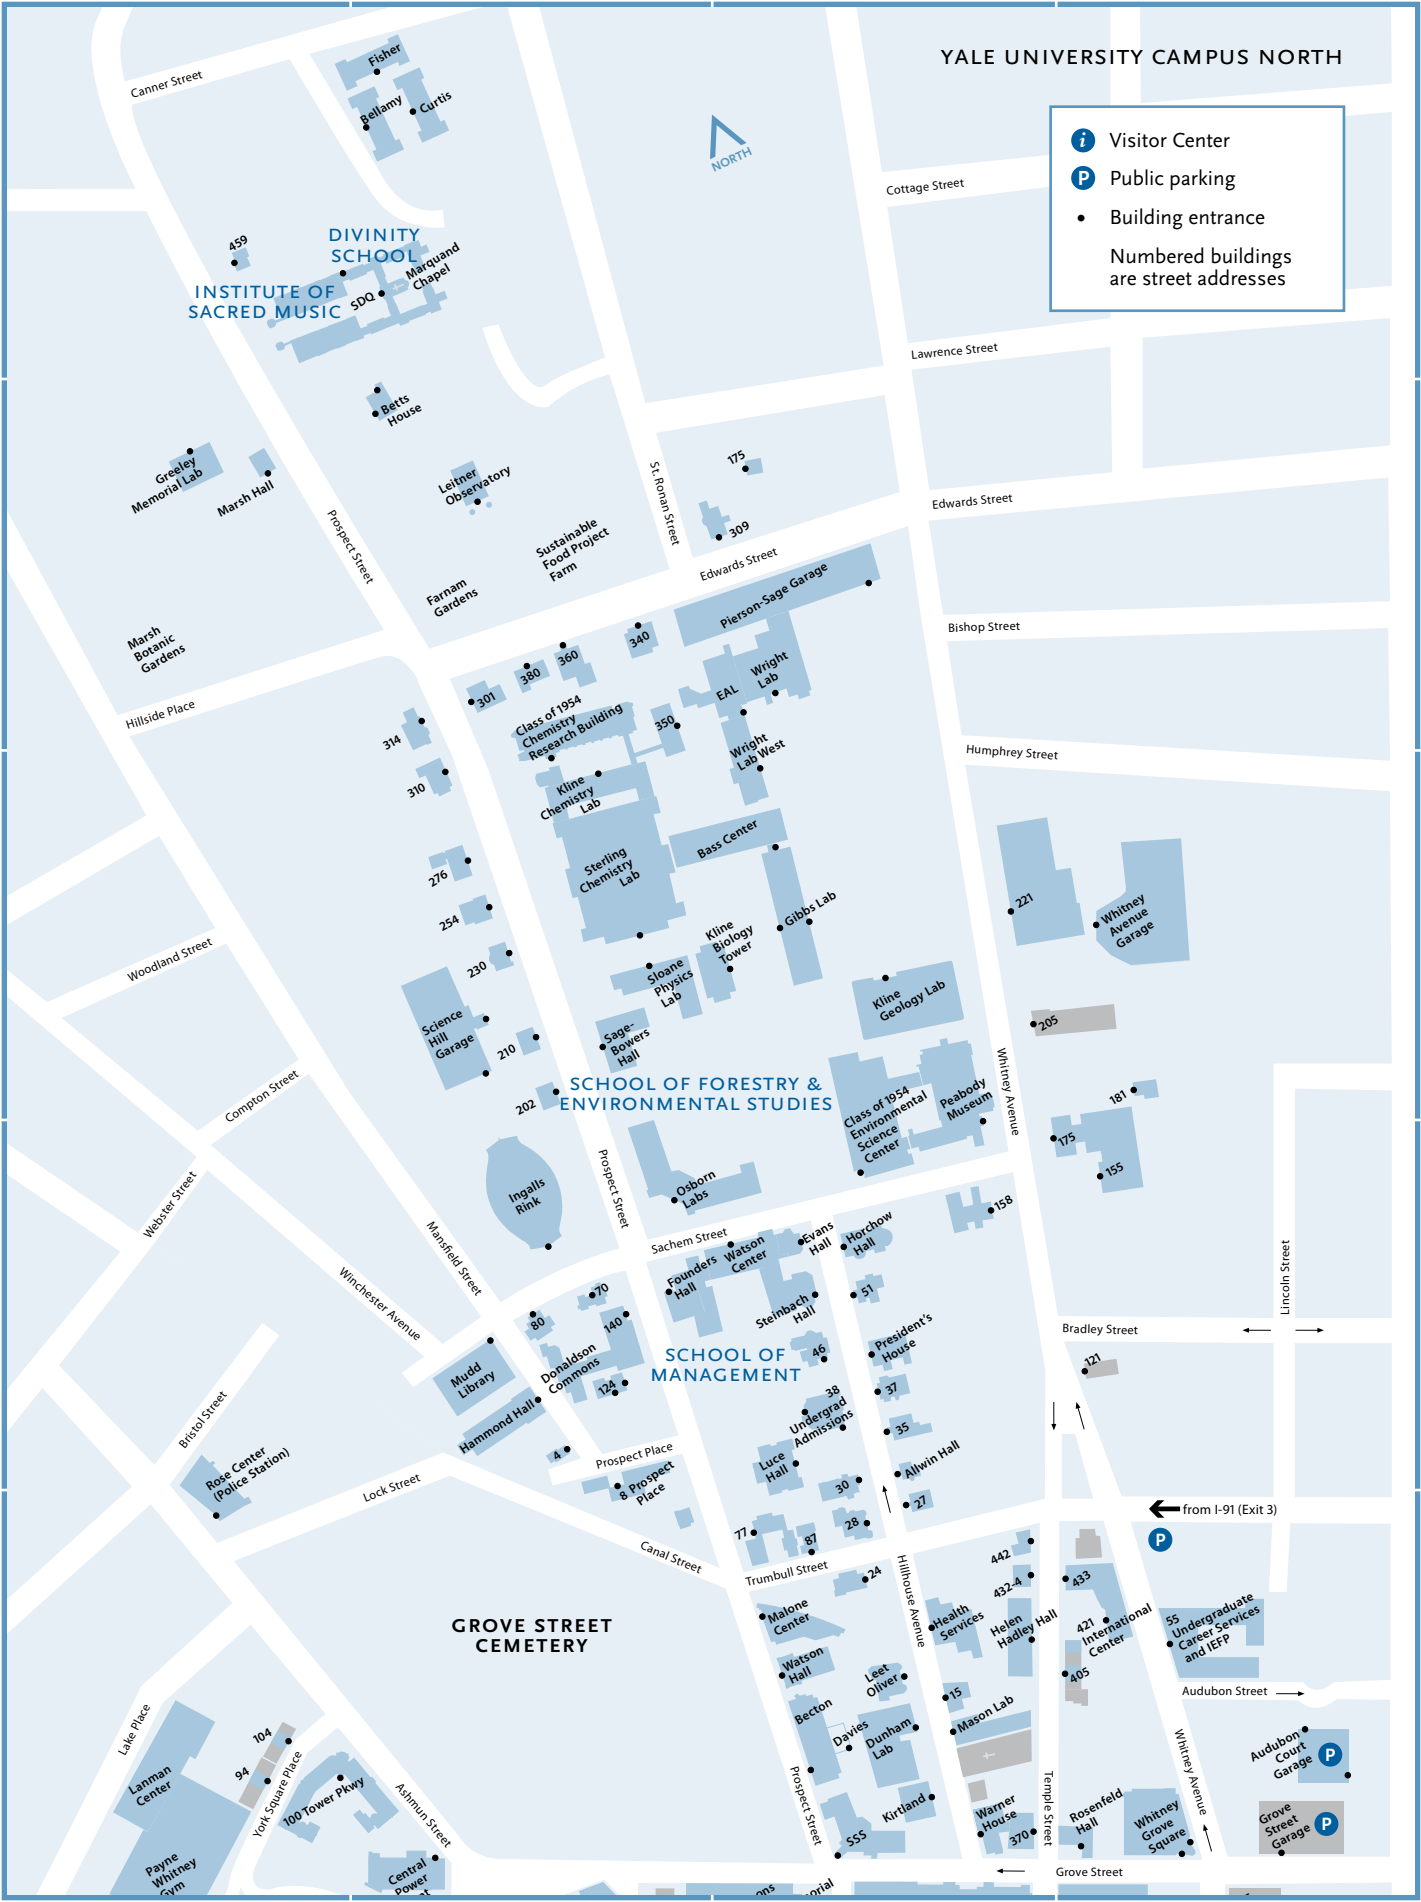 YALE UNIVERSITY CAMPUS NORTH
i Visitor Center
P Public parking
Building entrance
Numbered buildings
are street addresses
NORTH
Canner Street
Fisher
Bellamy
Curtis
Cottage Street
459
DIVINITY
SCHOOL
INSTITUTE OF
SACRED MUSIC
SDQ
Marquand
Chapel
Lawrence Street
Betts
House
Greeley
Memorial Lab
Marsh Hall
Leitner
Observatory
175
309
St. Ronan Street
Prospect Street
Edwards Street
Edwards Street
Sustainable
Food Project
Farm
Farnam
Gardens
Marsh
Botanic
Gardens
Pierson-Sage Garage
Bishop Street
Hillside Place
340
360
380
301
Wright
Lab
EAL
Class of 1954
Chemistry
Research Building
350
Wright
Lab West
314
310
Humphrey Street
Kline
Chemistry
Lab
Sterling
Chemistry
Lab
Bass Center
276
254
230
Gibbs Lab
Kline
Biology
Tower
221
Whitney
Avenue
Garage
Woodland Street
Sloane
Physics
Lab
Kline
Geology Lab
Science
Hill
Garage
210
202
Sage-
Bowers
Hall
205
Whitney Avenue
SCHOOL OF FORESTRY &
ENVIRONMENTAL STUDIES
Compton Street
Class of 1954
Environmental
Science
Center
Peabody
Museum
181
175
155
Webster Street
Ingalls
Rink
Prospect Street
Osborn
Labs
158
Mansfield Street
Sachem Street
Watson
Center
Evans
Hall
Horchow
Hall
Founders
Hall
Steinbach
Hall
51
Winchester Avenue
70
80
140
Lincoln Street
Bradley Street
Donaldson
Commons
124
SCHOOL OF
MANAGEMENT
46
President's
House
121
Mudd
Library
Hammond Hall
37
38
Undergrad
Admissions
35
Bristol Street
Rose Center
(Police Station)
4
Prospect Place
8 Prospect
Place
Luce
Hall
Allwin Hall
30
27
28
Lock Street
from I-91 (Exit 3)
P
Canal Street
77
87
Trumbull Street
24
Hillhouse Avenue
442
432-4
433
GROVE STREET
CEMETERY
Malone
Center
Health
Services
Helen
Hadley Hall
421
International
Center
55
Undergraduate
Career Services
and IEFP
Watson
Hall
Leet
Oliver
405
15
Audubon Street
Lake Place
Becton
Davies
Dunham
Lab
Mason Lab
104
94
York Square Place
Lanman
Center
100 Tower Pkwy
Ashmun Street
Prospect Street
Temple Street
Whitney Avenue
Audubon
Court
Garage
P
Kirtland
Warner
House
370
Rosenfeld
Hall
Whitney
Grove
Square
Grove
Street
Garage
P
SSS
Payne
Whitney
Gym
Central
Power
Grove Street